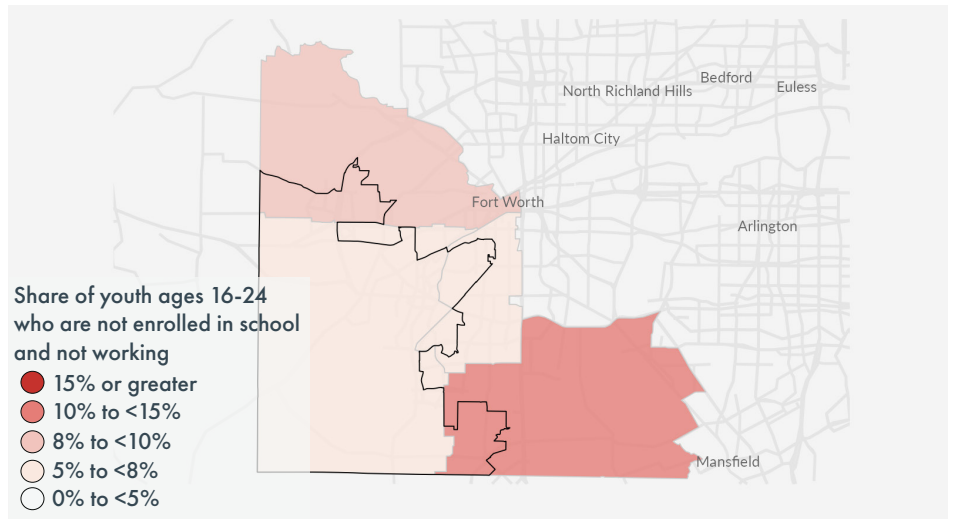 Bedford
Euless
North Richland Hills
Haltom City
Fort Worth
Arlington
Share of youth ages 16-24
who are not enrolled in school
and not working
15% or greater
10% to <15%
8% to <10%
5% to <8%
0% to <5%
Mansfield